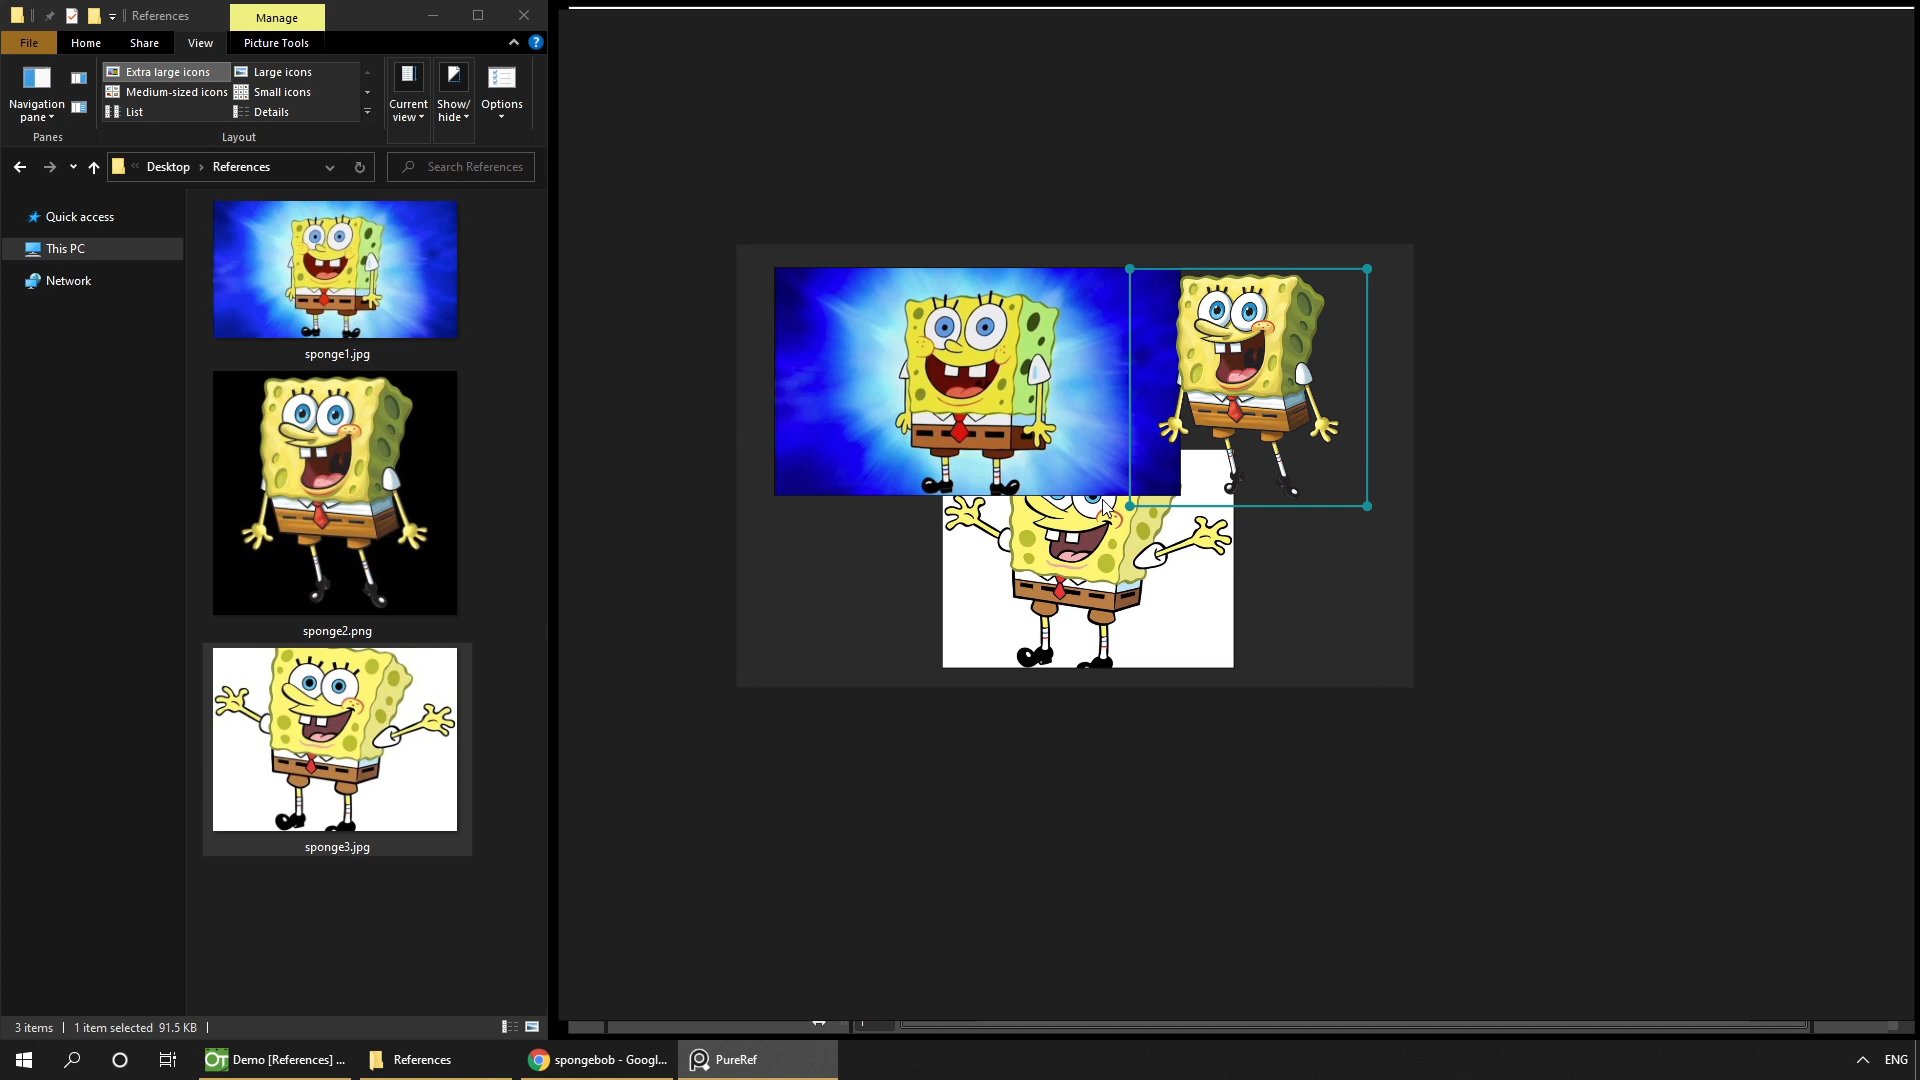 References
Manage
File
Home
Share
View
Picture Tools
Extra large icons
Large icons
Medium-sized icons
Small icons
List
Details
Navigation
pane
Current
view
Show/
hide
Options
Panes
Layout
Desktop
References
Search References
Quick access
This PC
Network
sponge1.jpg
sponge2.png
sponge3.jpg
3 items
1 item selected 91.5 KB
OT
Demo [References] ...
References
spongebob - Googl...
PureRef
ENG